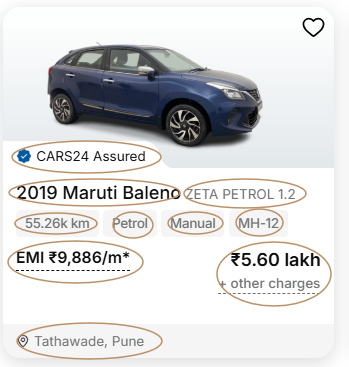 CARS24 Assured
2019 Maruti Baleno ZETA PETROL 1.2
55.26k km Petrol Manual MH-12
EMI ₹9,886/m* ₹5.60 lakh
+ other charges
Tathawade, Pune